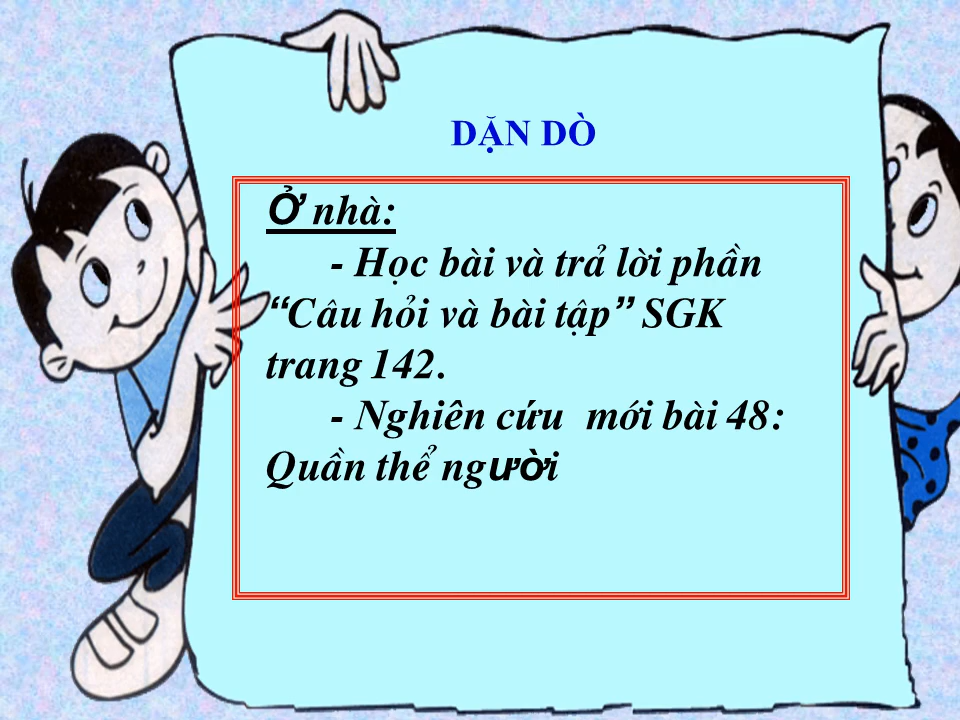 DẶN DÒ
Ở nhà:
- Học bài và trả lời phần
“Câu hỏi và bài tập” SGK
trang 142.
- Nghiên cứu  mới bài 48:
Quần thể người